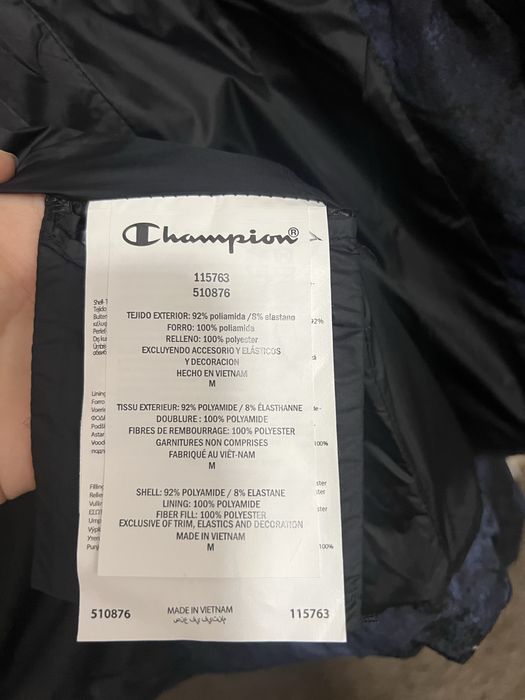 Champion®
115763
510876
TEJIDO EXTERIOR: 92% poliamida /8% elastano
FORRO: 100% poliamida
RELLENO: 100% polyester
EXCLUYENDO ACCESORIO Y ELÁSTICOS
Y DECORACION
HECHO EN VIETNAM
M
TISSU EXTERIEUR: 92% POLYAMIDE / 8% ÉLASTHANNE
DOUBLURE : 100% POLYAMIDE
FIBRES DE REMBOURRAGE: 100% POLYESTER
GARNITURES NON COMPRISES
FABRIQUÉ AU VIÊT-NAM
M
SHELL: 92% POLYAMIDE / 8% ELASTANE
LINING: 100% POLYAMIDE
FIBER FILL: 100% POLYESTER
EXCLUSIVE OF TRIM, ELASTICS AND DECORATION
MADE IN VIETNAM
M
100%
100%
510876 MADE IN VIETNAM 115763